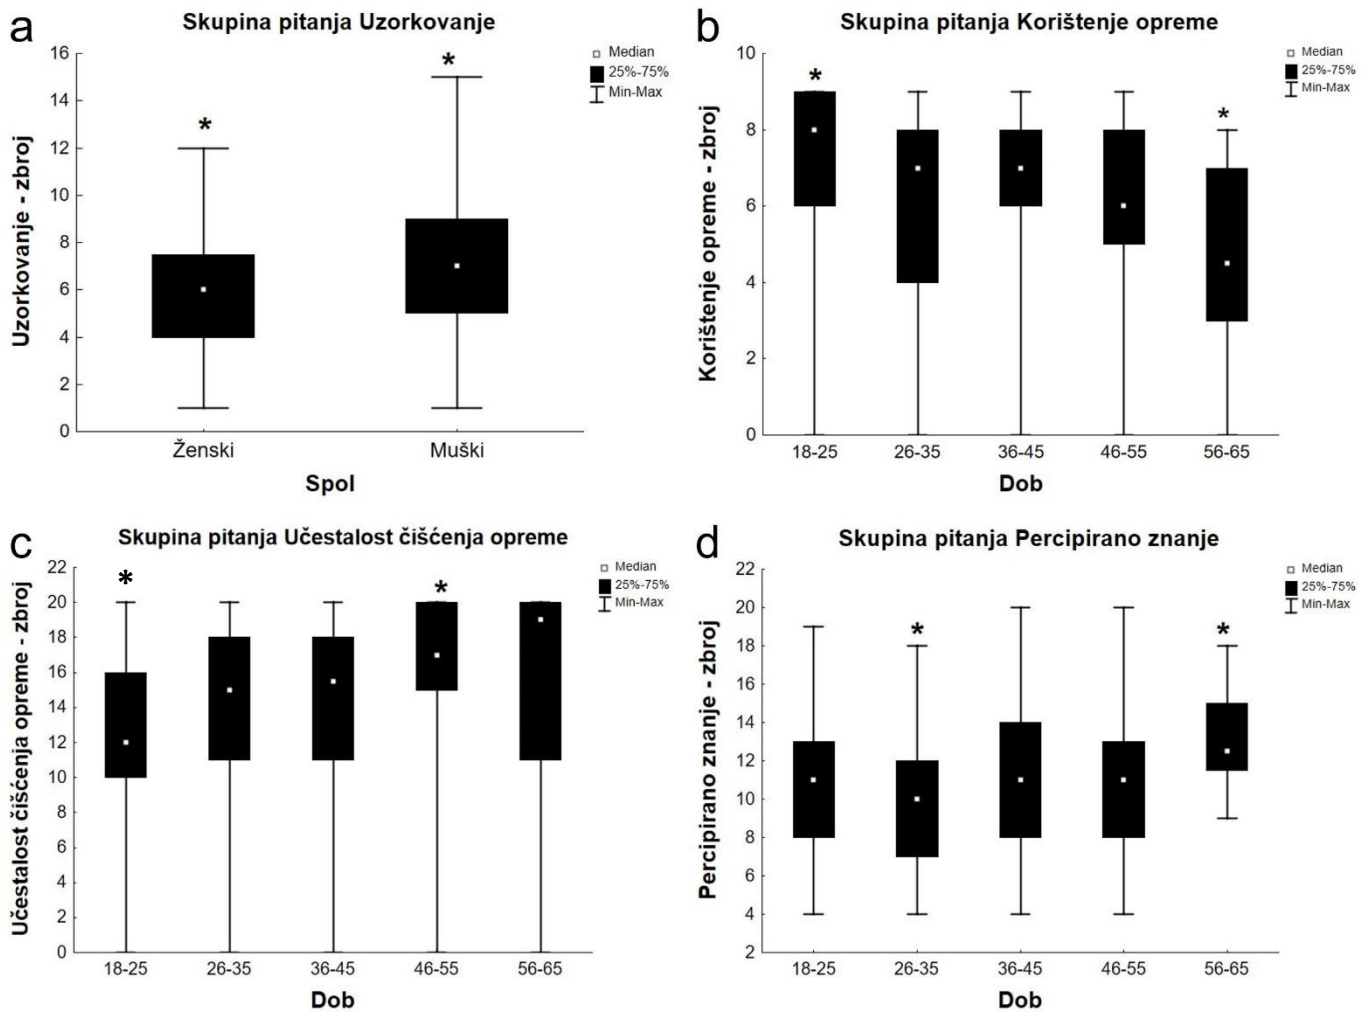 a
Skupina pitanja Uzorkovanje
Uzorkovanje - zbroj
16
14
12
10
8
6
4
2
0
*
*
Ženski
Muški
Spol
Median
25%-75%
Min-Max
b
Skupina pitanja Korištenje opreme
Korištenje opreme - zbroj
10
8
6
4
2
0
*
*
18-25
26-35
36-45
46-55
56-65
Dob
Median
25%-75%
Min-Max
c
Skupina pitanja Učestalost čišćenja opreme
Učestalost čišćenja opreme - zbroj
22
20
18
16
14
12
10
8
6
4
2
0
*
*
18-25
26-35
36-45
46-55
56-65
Dob
Median
25%-75%
Min-Max
d
Skupina pitanja Percipirano znanje
Percipirano znanje - zbroj
22
20
18
16
14
12
10
8
6
4
2
*
*
18-25
26-35
36-45
46-55
56-65
Dob
Median
25%-75%
Min-Max